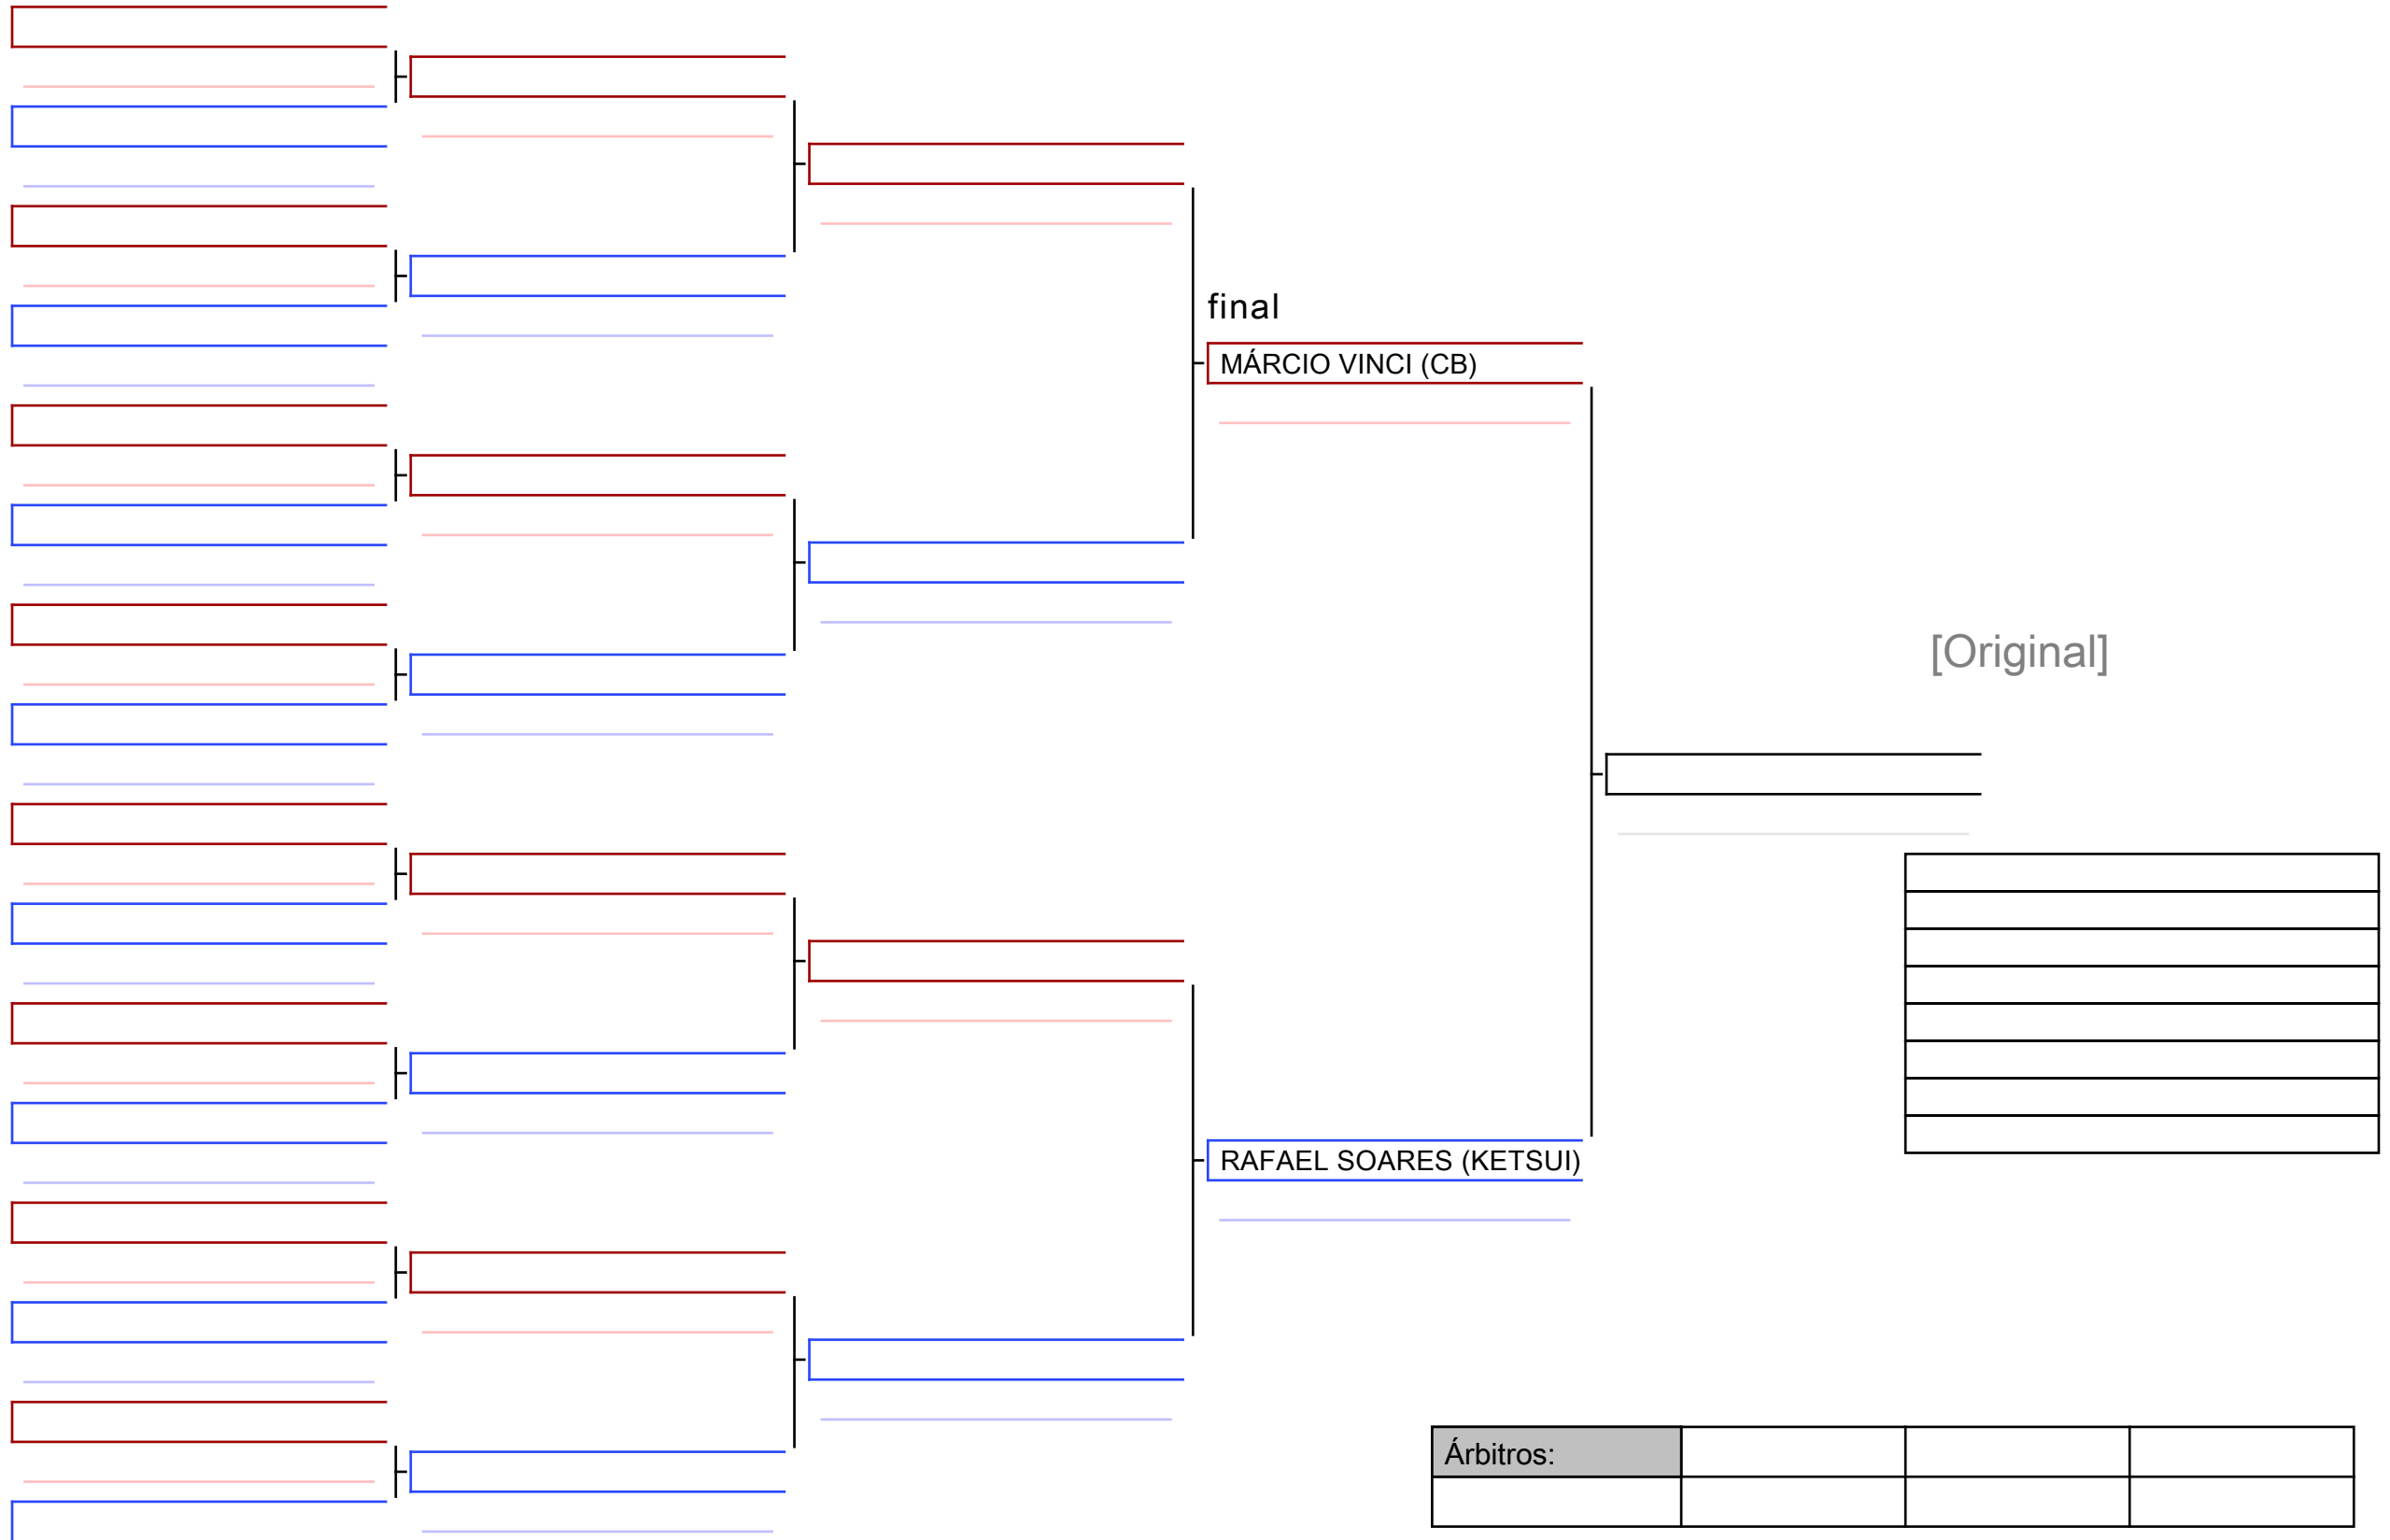 final
MÁRCIO VINCI (CB)
[Original]
RAFAEL SOARES (KETSUI)
Árbitros: